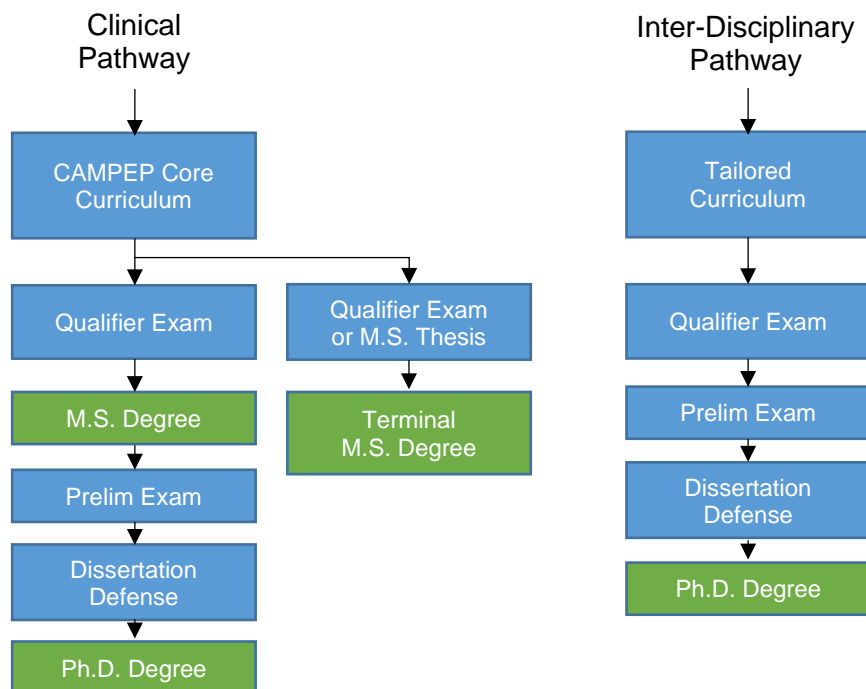 Clinical
Pathway
CAMPEP Core
Curriculum
Qualifier Exam
M.S. Degree
Prelim Exam
Dissertation
Defense
Ph.D. Degree
Qualifier Exam
or M.S. Thesis
Terminal
M.S. Degree
Inter-Disciplinary
Pathway
Tailored
Curriculum
Qualifier Exam
Prelim Exam
Dissertation
Defense
Ph.D. Degree